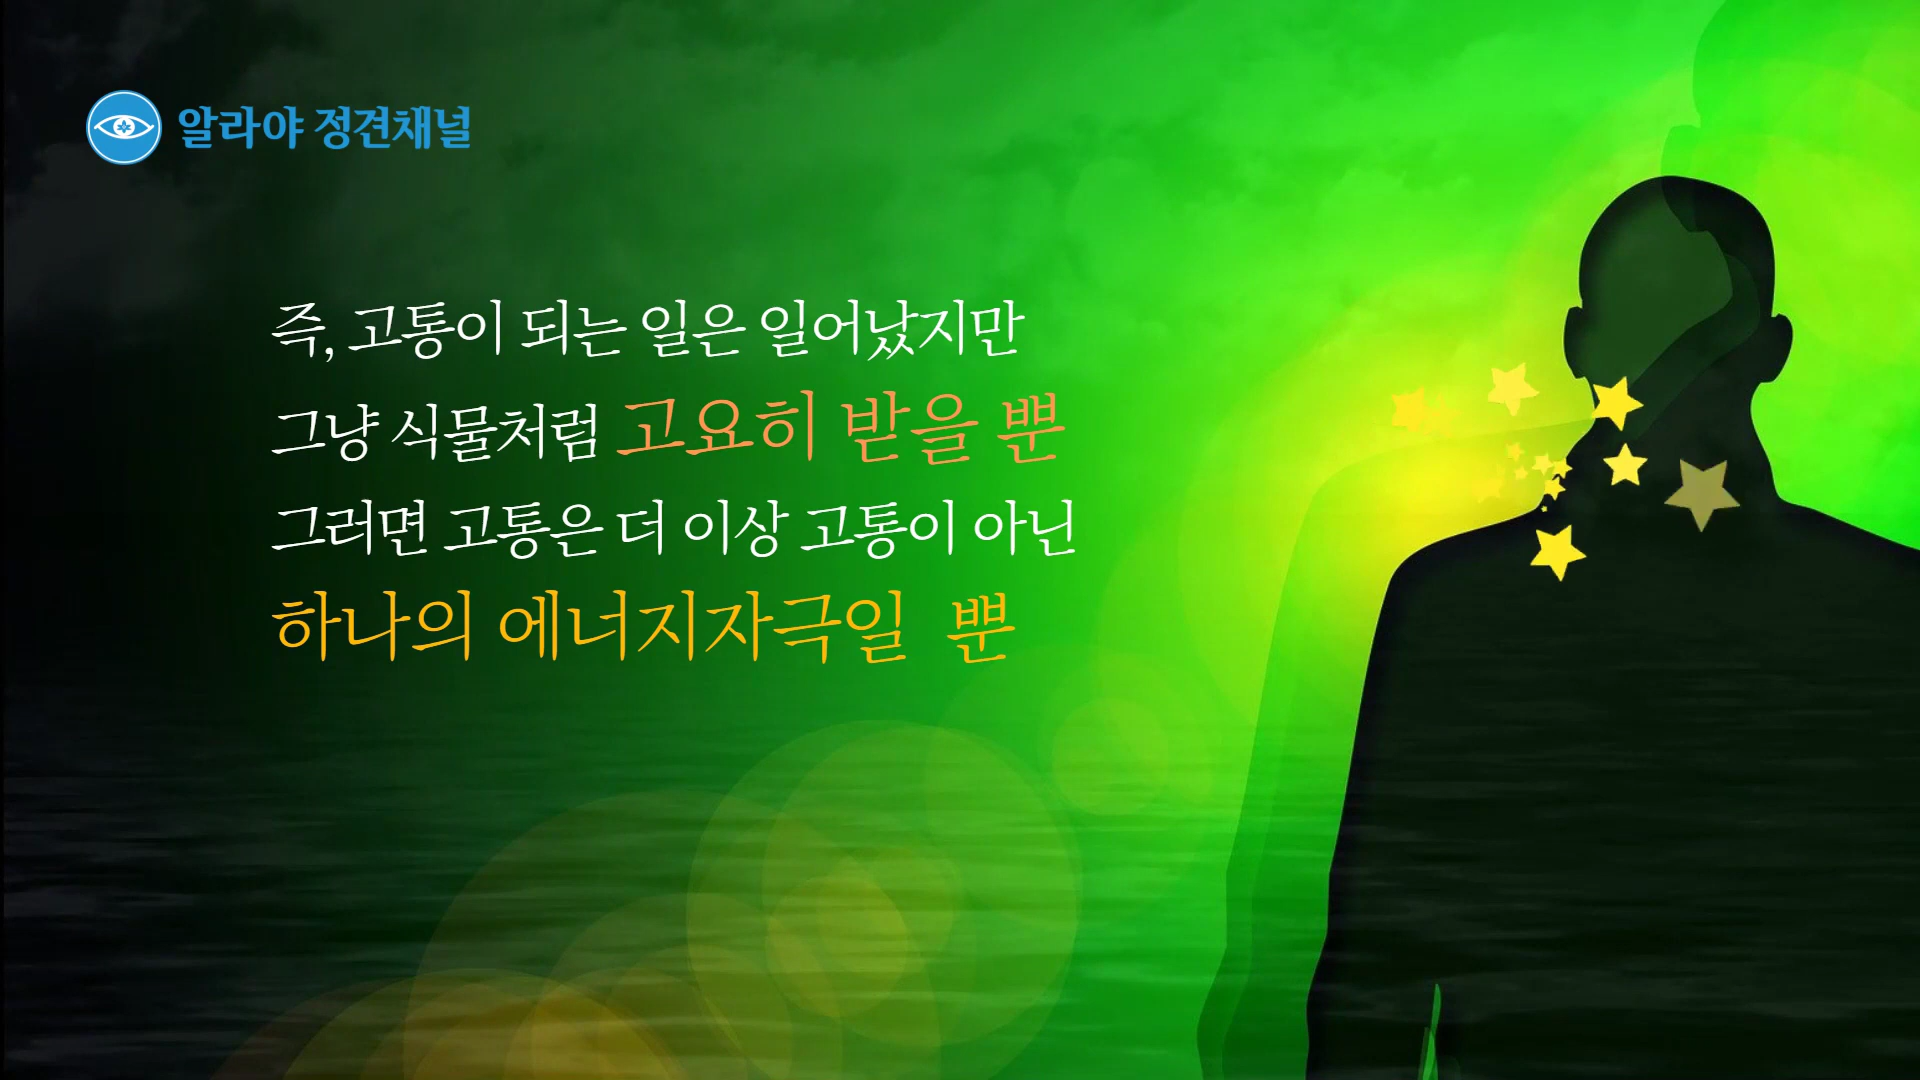 알라야 정견채널
즉, 고통이 되는 일은 일어났지만
그냥 식물처럼 고요히 받을 뿐
그러면 고통은 더 이상 고통이 아닌
하나의 에너지자극일 뿐